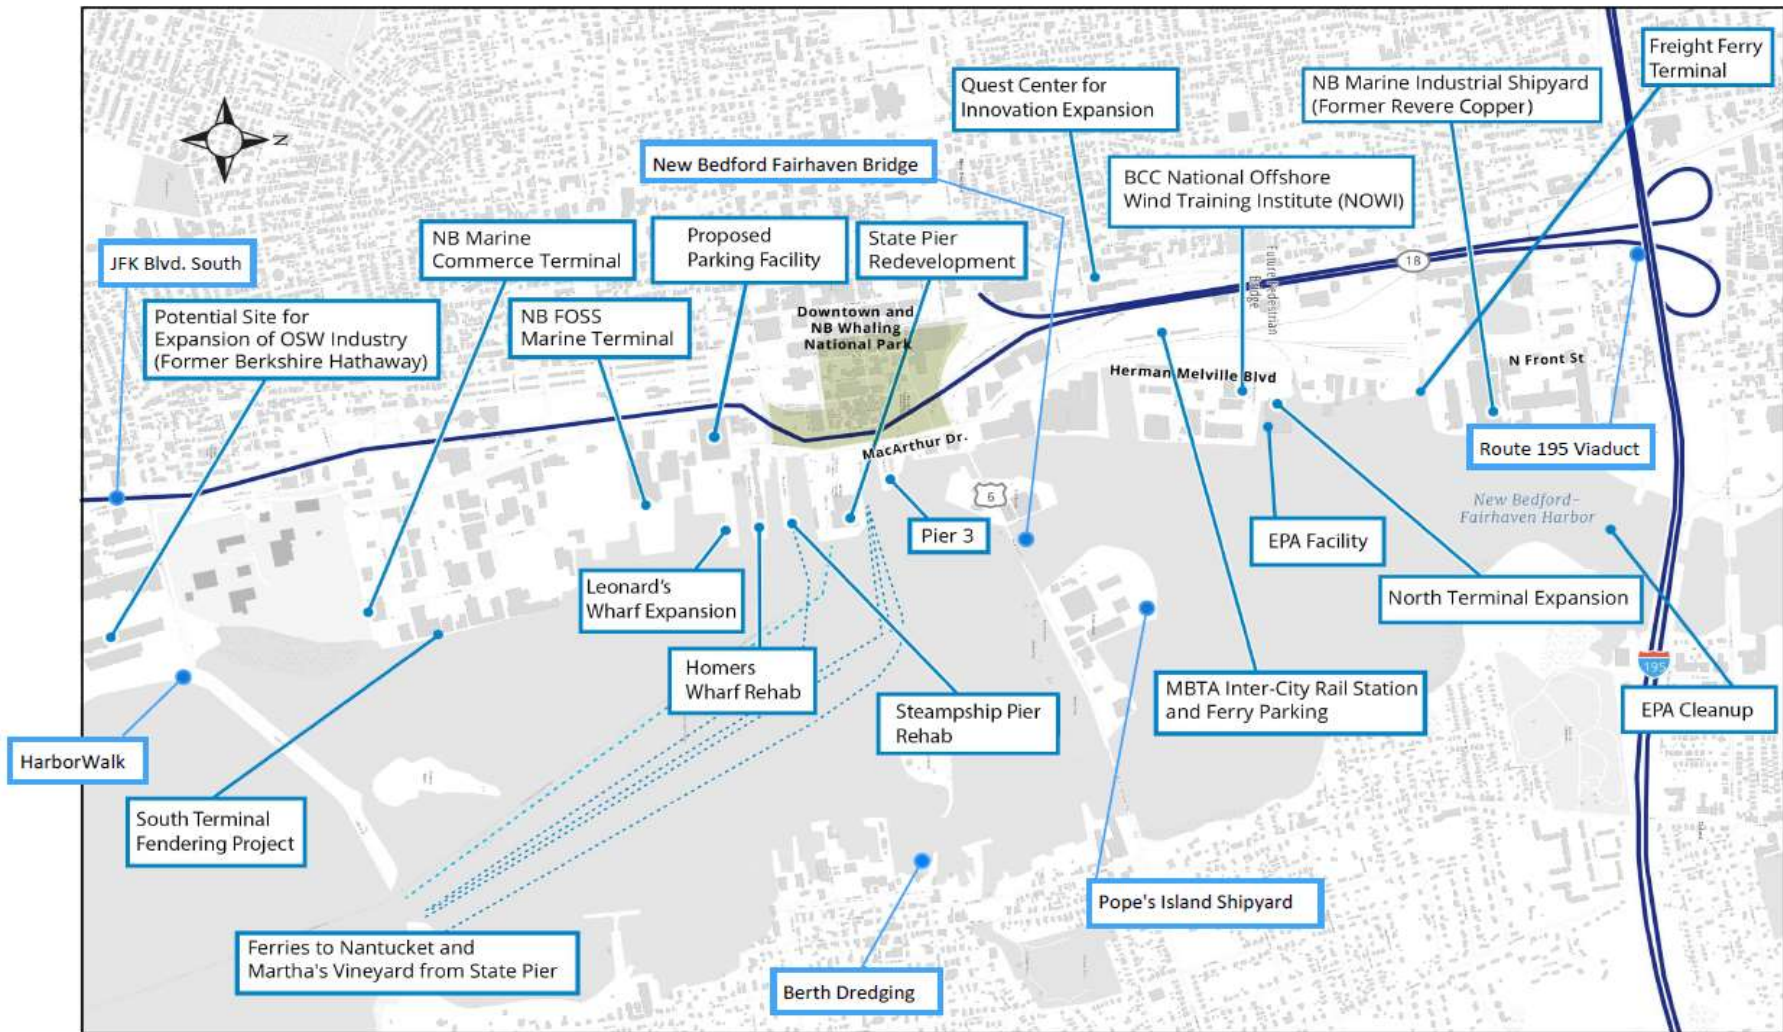 Freight Ferry
Terminal
Quest Center for
Innovation Expansion
NB Marine Industrial Shipyard
(Former Revere Copper)
N
New Bedford Fairhaven Bridge
BCC National Offshore
Wind Training Institute (NOWI)
NB Marine
Commerce Terminal
Proposed
Parking Facility
State Pier
Redevelopment
JFK Blvd. South
18
Future Pedestrian
Bridge
Potential Site for
Expansion of OSW Industry
(Former Berkshire Hathaway)
NB FOSS
Marine Terminal
Downtown and
NB Whaling
National Park
N Front St
Herman Melville Blvd
MacArthur Dr.
Route 195 Viaduct
6
New Bedford-
Fairhaven Harbor
Pier 3
EPA Facility
Leonard's
Wharf Expansion
North Terminal Expansion
195
Homers
Wharf Rehab
MBTA Inter-City Rail Station
and Ferry Parking
Steampship Pier
Rehab
EPA Cleanup
HarborWalk
South Terminal
Fendering Project
Pope's Island Shipyard
Ferries to Nantucket and
Martha's Vineyard from State Pier
Berth Dredging